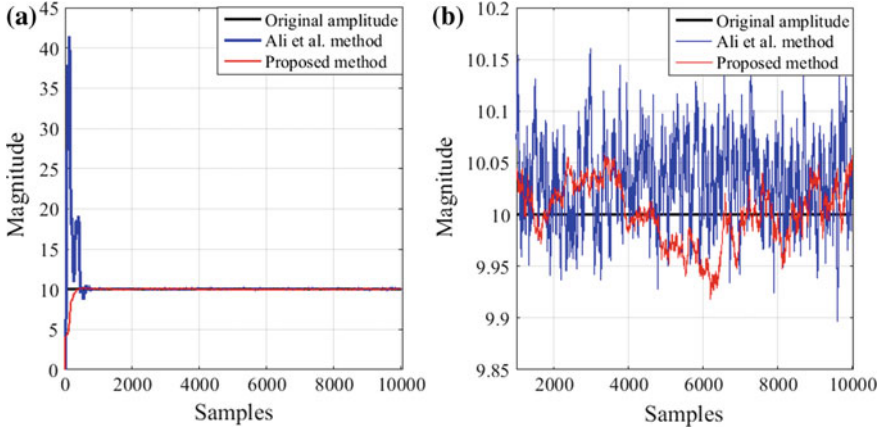 (a)
45
40
35
30
25
20
15
10
5
0
Magnitude
Original amplitude
Ali et al. method
Proposed method
0
2000
4000
6000
8000
10000
Samples
(b)
10.2
10.15
10.1
10.05
10
9.95
9.9
9.85
Magnitude
Original amplitude
Ali et al. method
Proposed method
2000
4000
6000
8000
10000
Samples